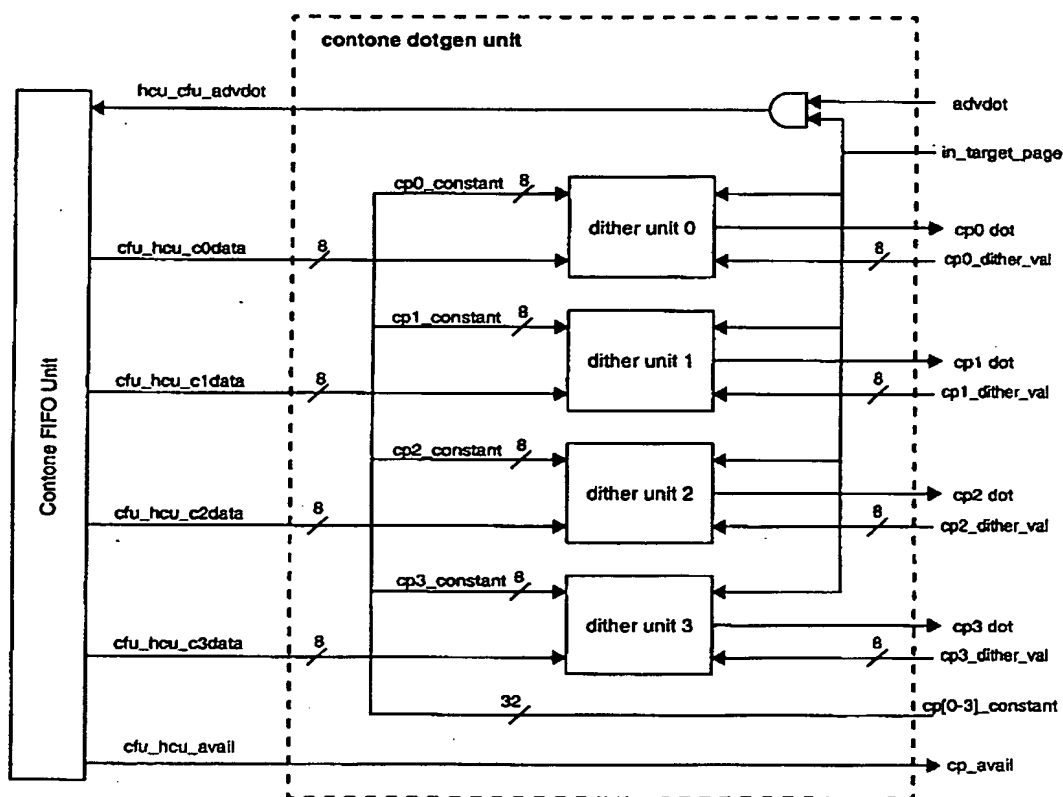 contone dotgen unit
hcu_cfu_advdot
advdot
in_target_page
cp0_constant 8
dither unit 0
cp0 dot
cfu_hcu_c0data 8
8 cp0_dither_val
cp1_constant 8
dither unit 1
cp1 dot
cfu_hcu_c1data 8
8 cp1_dither_val
Contone FIFO Unit
cp2_constant 8
dither unit 2
cp2 dot
cfu_hcu_c2data 8
8 cp2_dither_val
cp3_constant 8
dither unit 3
cp3 dot
cfu_hcu_c3data 8
8 cp3_dither_val
32 cp[0-3]_constant
cfu_hcu_avail
cp_avail